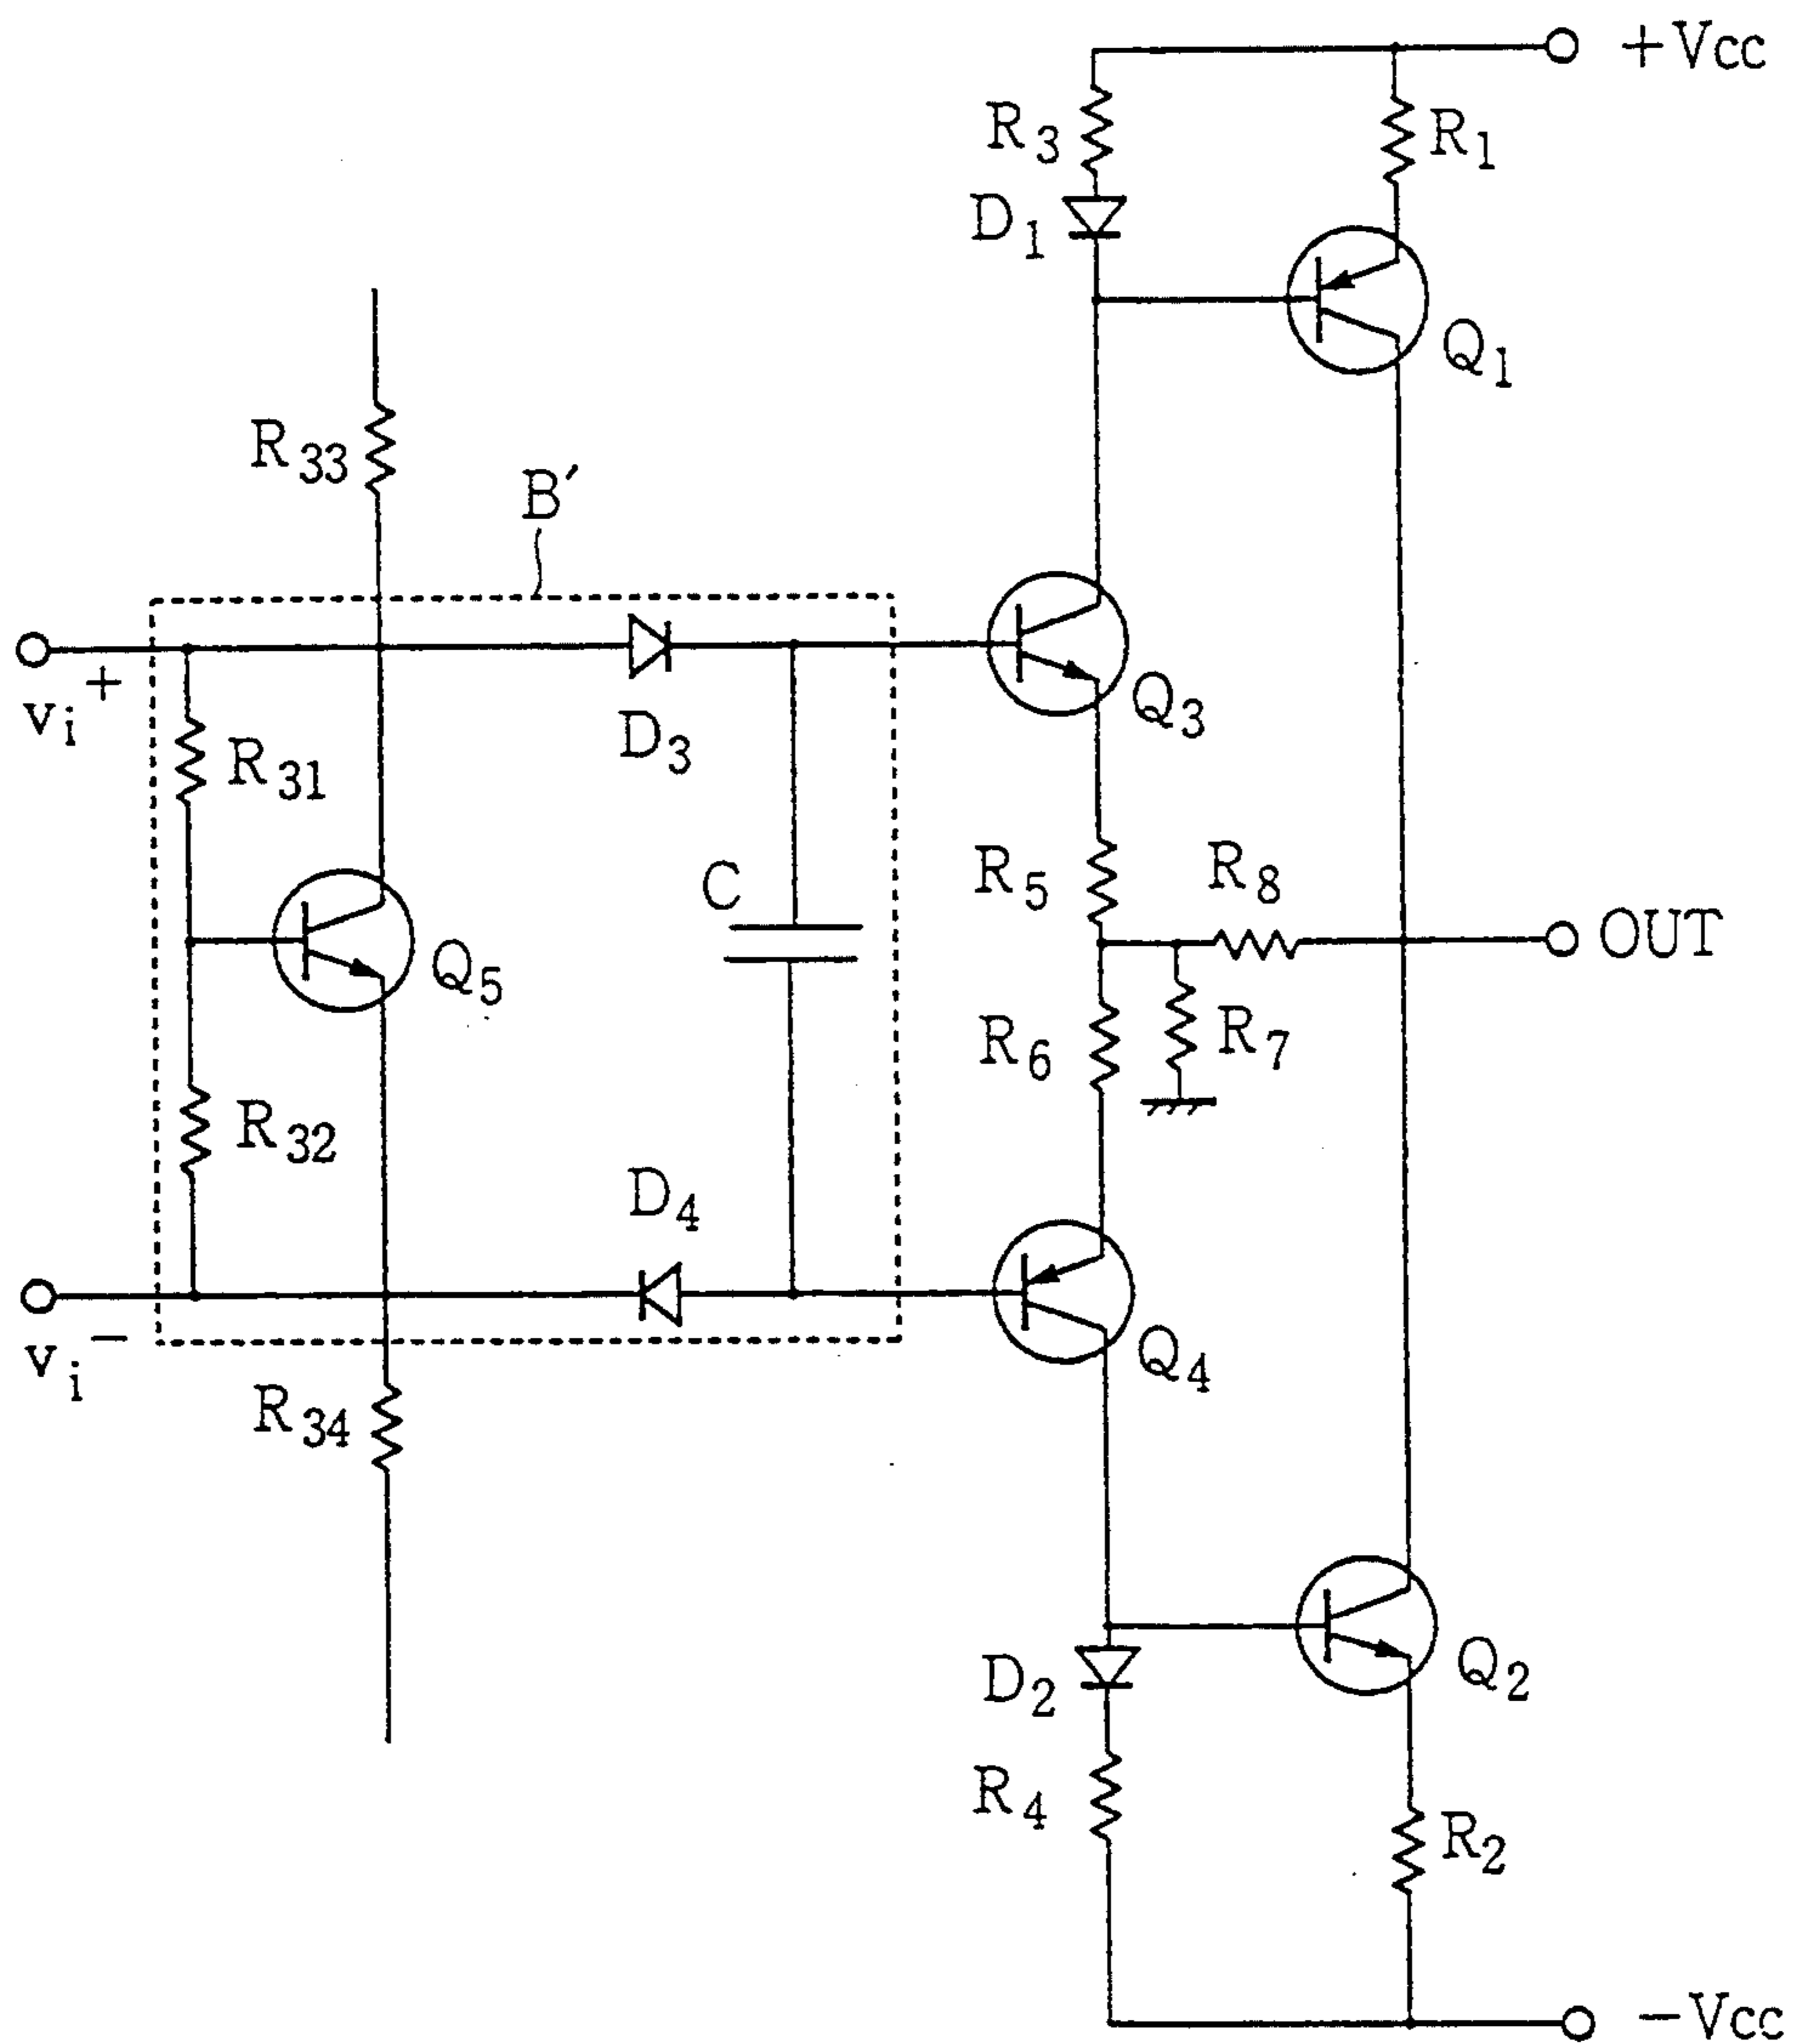 +Vcc
R3
R1
D1
Q1
R33
B′
vi+
D3
Q3
R31
C
R5
R8
OUT
Q5
R6
R7
R32
D4
vi−
Q4
R34
D2
Q2
R4
R2
−Vcc